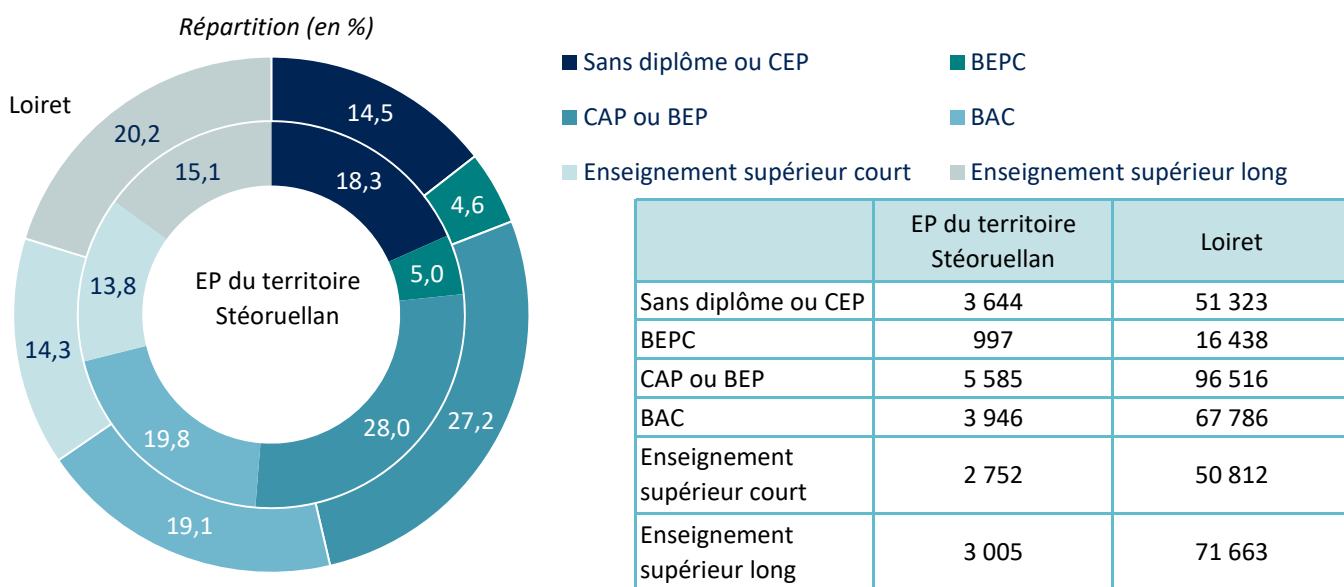 Répartition (en %)
Loiret
14,5
4,6
27,2
19,1
14,3
20,2
18,3
5,0
28,0
19,8
13,8
15,1
EP du territoire
Stéoruellan
Sans diplôme ou CEP
BEPC
CAP ou BEP
BAC
Enseignement supérieur court
Enseignement supérieur long
EP du territoire
Stéoruellan
Loiret
Sans diplôme ou CEP 3 644 51 323
BEPC 997 16 438
CAP ou BEP 5 585 96 516
BAC 3 946 67 786
Enseignement
supérieur court 2 752 50 812
Enseignement
supérieur long 3 005 71 663